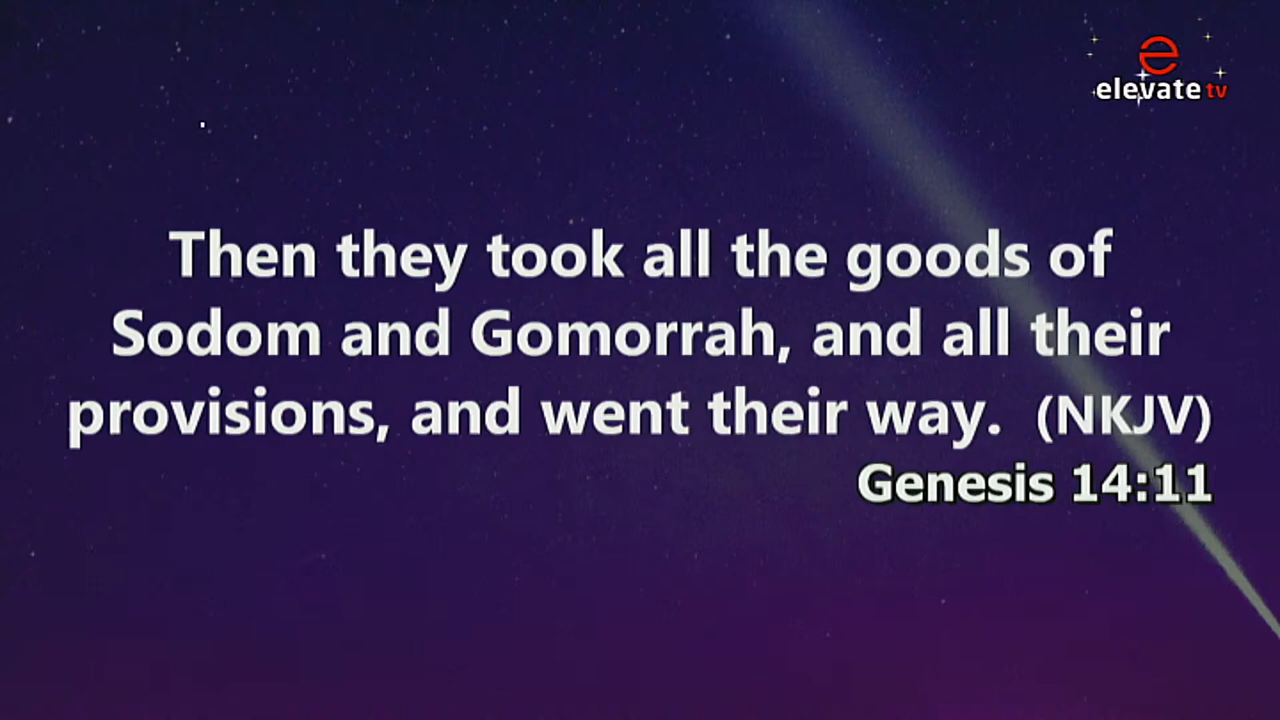 elevate tv
Then they took all the goods of
Sodom and Gomorrah, and all their
provisions, and went their way. (NKJV)
Genesis 14:11